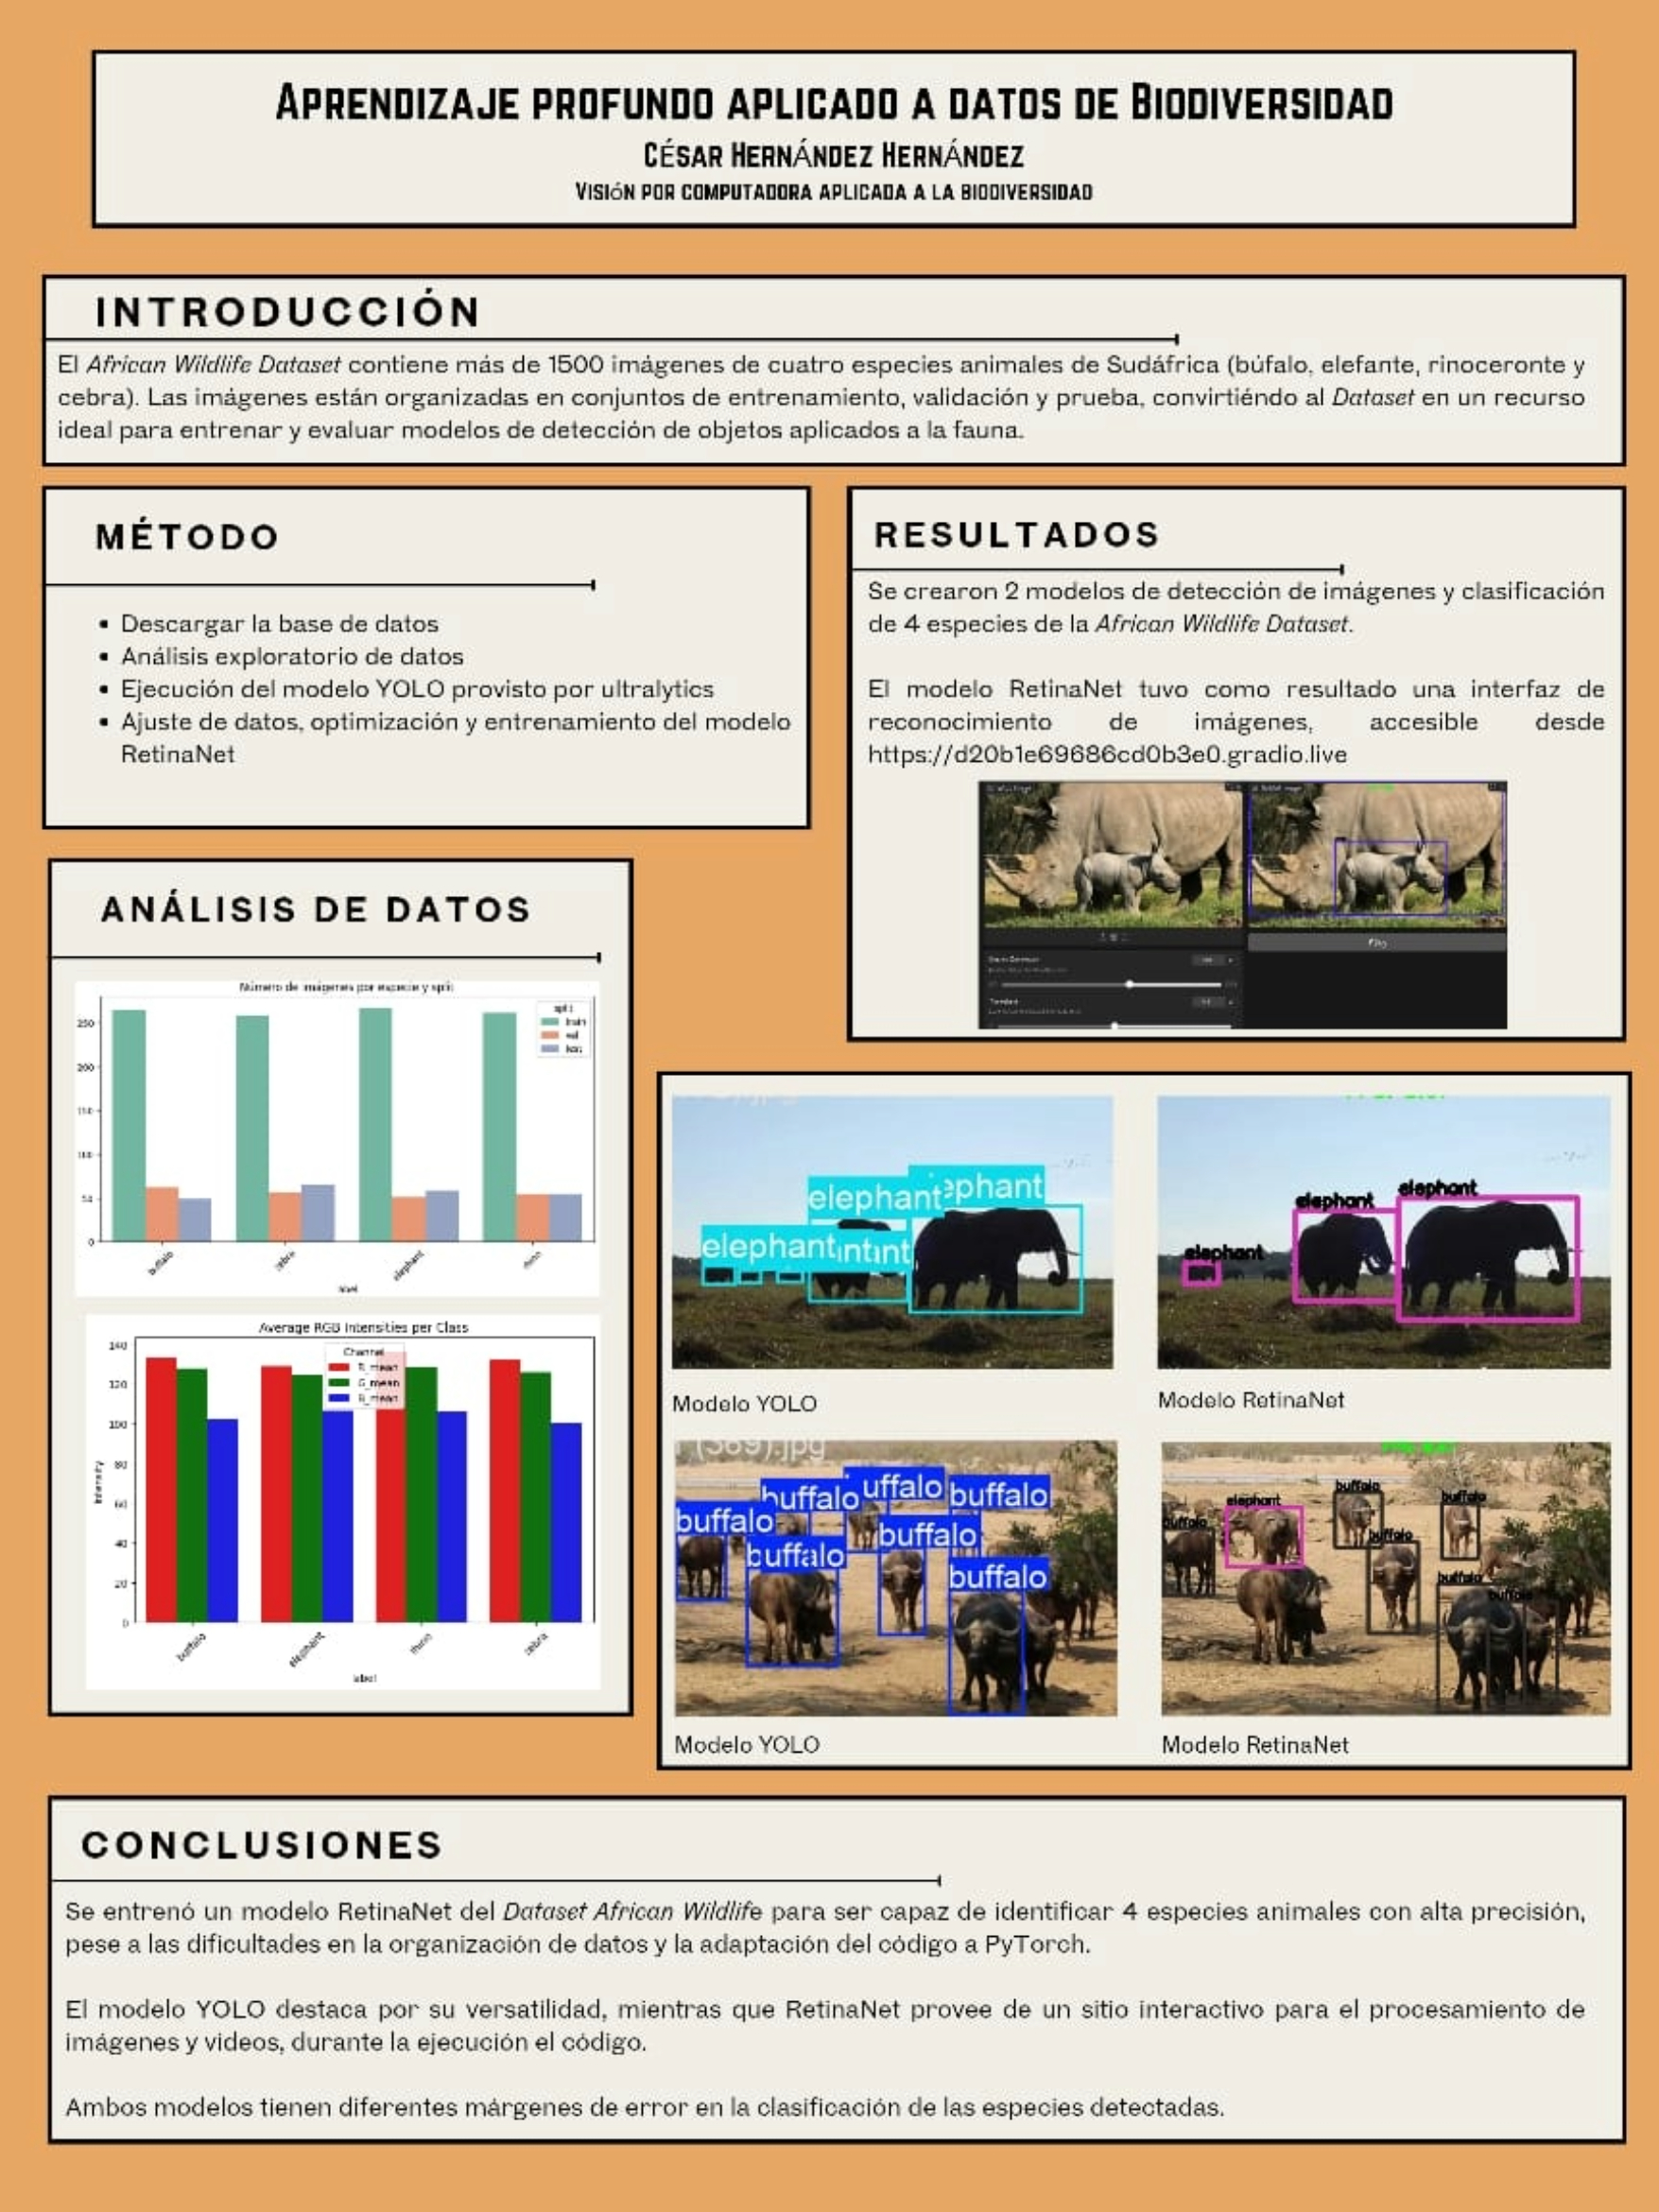 Aprendizaje profundo aplicado a datos de Biodiversidad
César Hernández Hernández
Visión por computadora aplicada a la biodiversidad
INTRODUCCIÓN
El African Wildlife Dataset contiene más de 1500 imágenes de cuatro especies animales de Sudáfrica (búfalo, elefante, rinoceronte y
cebra). Las imágenes están organizadas en conjuntos de entrenamiento, validación y prueba, convirtiéndo al Dataset en un recurso
ideal para entrenar y evaluar modelos de detección de objetos aplicados a la fauna.
MÉTODO
• Descargar la base de datos
• Análisis exploratorio de datos
• Ejecución del modelo YOLO provisto por ultralytics
• Ajuste de datos, optimización y entrenamiento del modelo
RetinaNet
RESULTADOS
Se crearon 2 modelos de detección de imágenes y clasificación
de 4 especies de la African Wildlife Dataset.
El modelo RetinaNet tuvo como resultado una interfaz de
reconocimiento de imágenes, accesible desde
https://d20b1e69686cd0b3e0.gradio.live
ANÁLISIS DE DATOS
Número de imágenes por especie y split
split
train
val
test
250
200
150
100
50
0
buffalo
zebra
elephant
rhino
label
Average RGB Intensities per Class
Channel
R_mean
G_mean
B_mean
140
120
100
80
60
40
20
0
Intensity
buffalo
elephant
rhino
zebra
label
elephant
elephant
elephant
elephant
elephant
Modelo YOLO
Modelo RetinaNet
(369).jpg
buffalo
uffalo
buffalo
buffalo
buffalo
buffalo
buffalo
buffalo
elephant
buffalo
buffalo
buffalo
buffalo
buffalo
Modelo YOLO
Modelo RetinaNet
CONCLUSIONES
Se entrenó un modelo RetinaNet del Dataset African Wildlife para ser capaz de identificar 4 especies animales con alta precisión,
pese a las dificultades en la organización de datos y la adaptación del código a PyTorch.
El modelo YOLO destaca por su versatilidad, mientras que RetinaNet provee de un sitio interactivo para el procesamiento de
imágenes y videos, durante la ejecución el código.
Ambos modelos tienen diferentes márgenes de error en la clasificación de las especies detectadas.